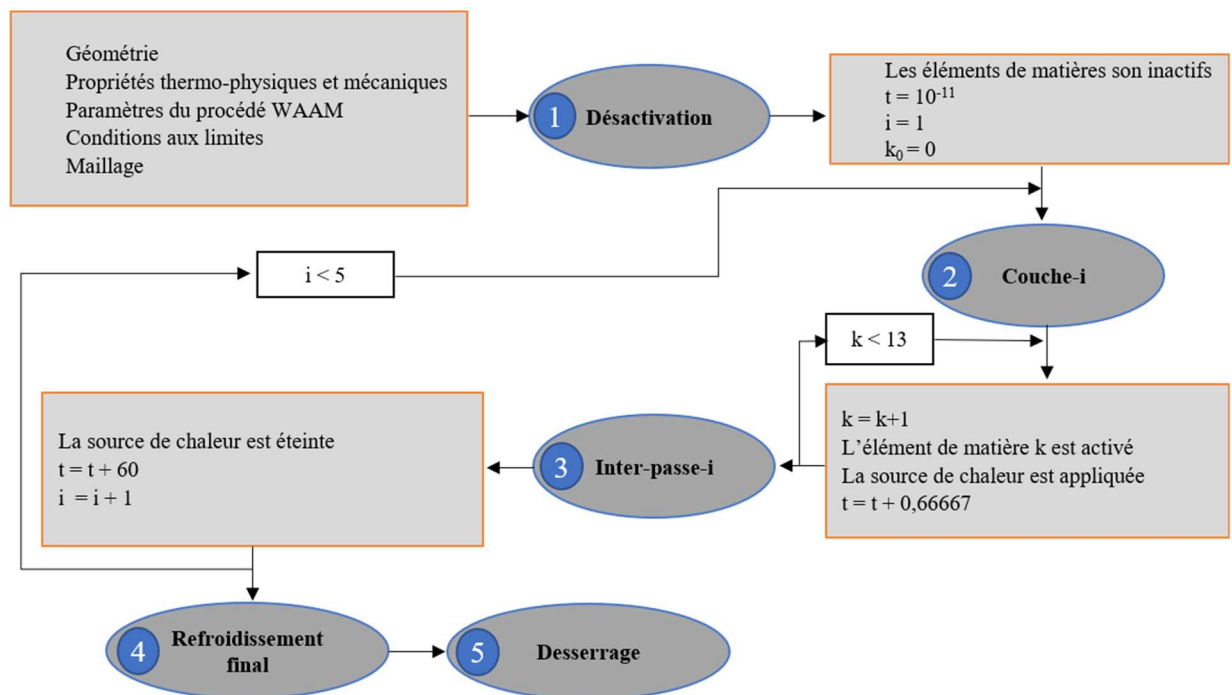 Géométrie
Propriétés thermo-physiques et mécaniques
Paramètres du procédé WAAM
Conditions aux limites
Maillage
1 Désactivation
Les éléments de matières son inactifs
t = 10⁻¹¹
i = 1
k₀ = 0
i < 5
2 Couche-i
k < 13
k = k+1
L'élément de matière k est activé
La source de chaleur est appliquée
t = t + 0,66667
3 Inter-passe-i
La source de chaleur est éteinte
t = t + 60
i = i + 1
4 Refroidissement
final
5 Desserrage